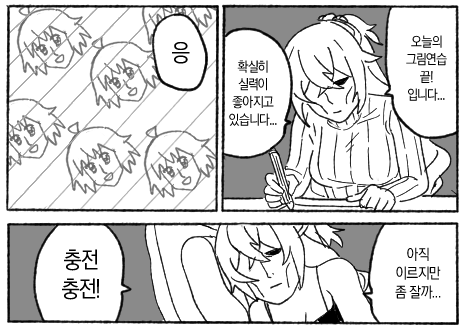 오늘의
그림연습
끝!
입니다...
확실히
실력이
좋아지고
있습니다...
응
아직
이르지만
좀 잘까...
충전
충전!